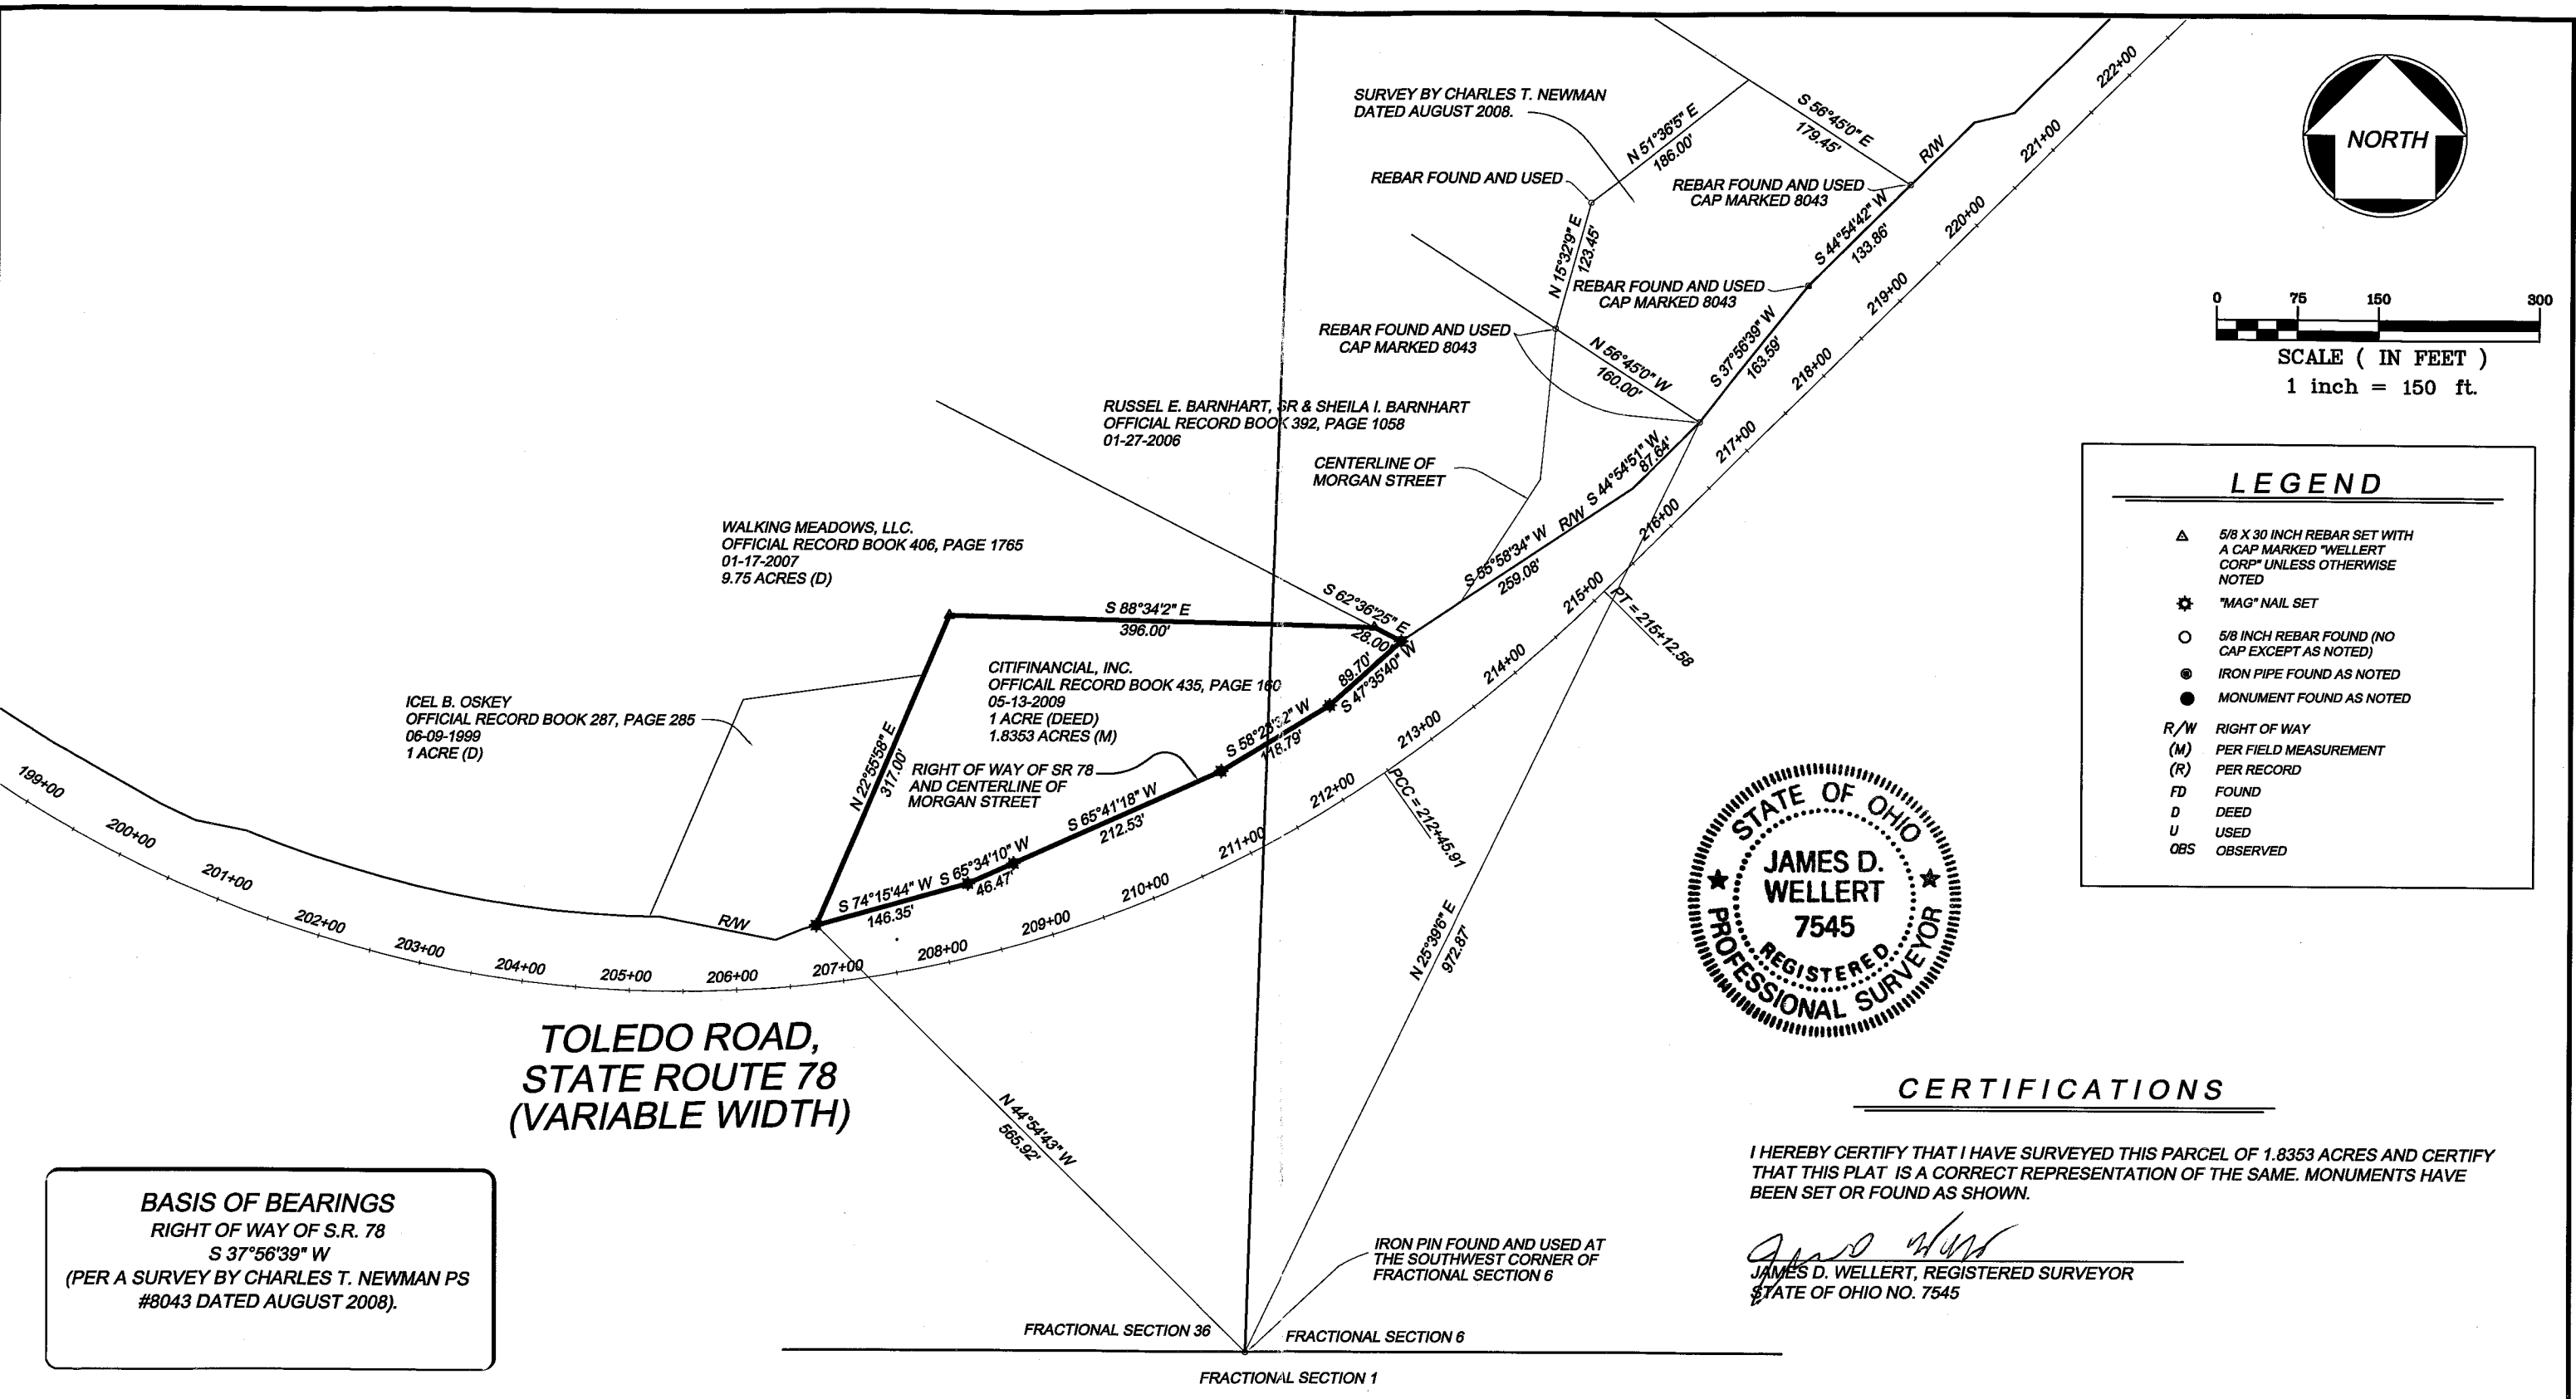 SURVEY BY CHARLES T. NEWMAN
DATED AUGUST 2008.
N 51°36'5" E
186.00'
S 56°45'0" E
179.45'
R/W
222+00
221+00
220+00
219+00
218+00
217+00
216+00
215+00
214+00
213+00
212+00
211+00
210+00
209+00
208+00
207+00
206+00
205+00
204+00
203+00
202+00
201+00
200+00
199+00
NORTH
REBAR FOUND AND USED
REBAR FOUND AND USED
CAP MARKED 8043
S 44°54'42" W
133.86'
N 15°32'9" E
123.45'
REBAR FOUND AND USED
CAP MARKED 8043
REBAR FOUND AND USED
CAP MARKED 8043
S 37°56'39" W
163.59'
N 56°45'0" W
160.00'
0 75 150 300
SCALE ( IN FEET )
1 inch = 150 ft.
RUSSEL E. BARNHART, SR & SHEILA I. BARNHART
OFFICIAL RECORD BOOK 392, PAGE 1058
01-27-2006
CENTERLINE OF
MORGAN STREET
S 44°54'51" W
87.64'
R/W
S 55°58'34" W
259.08'
PT = 215+12.58
LEGEND
5/8 X 30 INCH REBAR SET WITH
A CAP MARKED "WELLERT
CORP" UNLESS OTHERWISE
NOTED
"MAG" NAIL SET
5/8 INCH REBAR FOUND (NO
CAP EXCEPT AS NOTED)
IRON PIPE FOUND AS NOTED
MONUMENT FOUND AS NOTED
R/W RIGHT OF WAY
(M) PER FIELD MEASUREMENT
(R) PER RECORD
FD FOUND
D DEED
U USED
OBS OBSERVED
WALKING MEADOWS, LLC.
OFFICIAL RECORD BOOK 406, PAGE 1765
01-17-2007
9.75 ACRES (D)
S 88°34'2" E
396.00'
S 62°36'25" E
28.00'
89.70'
S 47°35'40" W
CITIFINANCIAL, INC.
OFFICAIL RECORD BOOK 435, PAGE 160
05-13-2009
1 ACRE (DEED)
1.8353 ACRES (M)
ICEL B. OSKEY
OFFICIAL RECORD BOOK 287, PAGE 285
06-09-1999
1 ACRE (D)
N 22°55'58" E
317.00'
RIGHT OF WAY OF SR 78
AND CENTERLINE OF
MORGAN STREET
S 58°28'32" W
118.79'
S 65°41'18" W
212.53'
S 65°34'10" W
46.47'
S 74°15'44" W
146.35'
R/W
PCC = 212+45.91
N 25°39'6" E
972.87'
N 44°54'43" W
565.92'
STATE OF OHIO
JAMES D.
WELLERT
7545
REGISTERED
PROFESSIONAL SURVEYOR
TOLEDO ROAD,
STATE ROUTE 78
(VARIABLE WIDTH)
BASIS OF BEARINGS
RIGHT OF WAY OF S.R. 78
S 37°56'39" W
(PER A SURVEY BY CHARLES T. NEWMAN PS
#8043 DATED AUGUST 2008).
CERTIFICATIONS
I HEREBY CERTIFY THAT I HAVE SURVEYED THIS PARCEL OF 1.8353 ACRES AND CERTIFY
THAT THIS PLAT IS A CORRECT REPRESENTATION OF THE SAME. MONUMENTS HAVE
BEEN SET OR FOUND AS SHOWN.
JAMES D. WELLERT, REGISTERED SURVEYOR
STATE OF OHIO NO. 7545
IRON PIN FOUND AND USED AT
THE SOUTHWEST CORNER OF
FRACTIONAL SECTION 6
FRACTIONAL SECTION 36
FRACTIONAL SECTION 6
FRACTIONAL SECTION 1